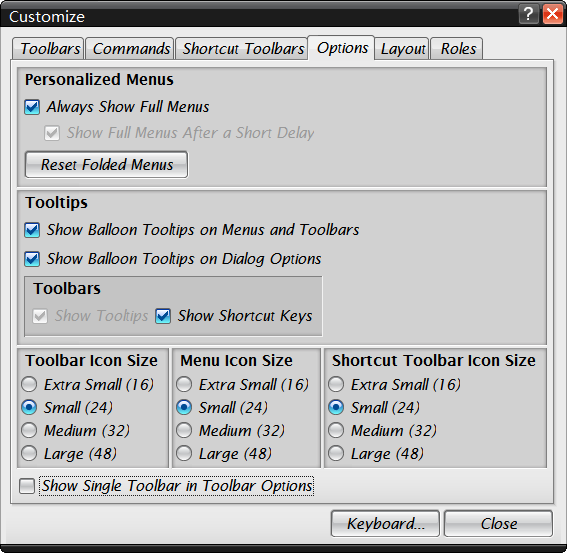 Customize
Toolbars Commands Shortcut Toolbars Options Layout Roles
Personalized Menus
Always Show Full Menus
Show Full Menus After a Short Delay
Reset Folded Menus
Tooltips
Show Balloon Tooltips on Menus and Toolbars
Show Balloon Tooltips on Dialog Options
Toolbars
Show Tooltips Show Shortcut Keys
Toolbar Icon Size
Extra Small (16)
Small (24)
Medium (32)
Large (48)
Menu Icon Size
Extra Small (16)
Small (24)
Medium (32)
Large (48)
Shortcut Toolbar Icon Size
Extra Small (16)
Small (24)
Medium (32)
Large (48)
Show Single Toolbar in Toolbar Options
Keyboard... Close